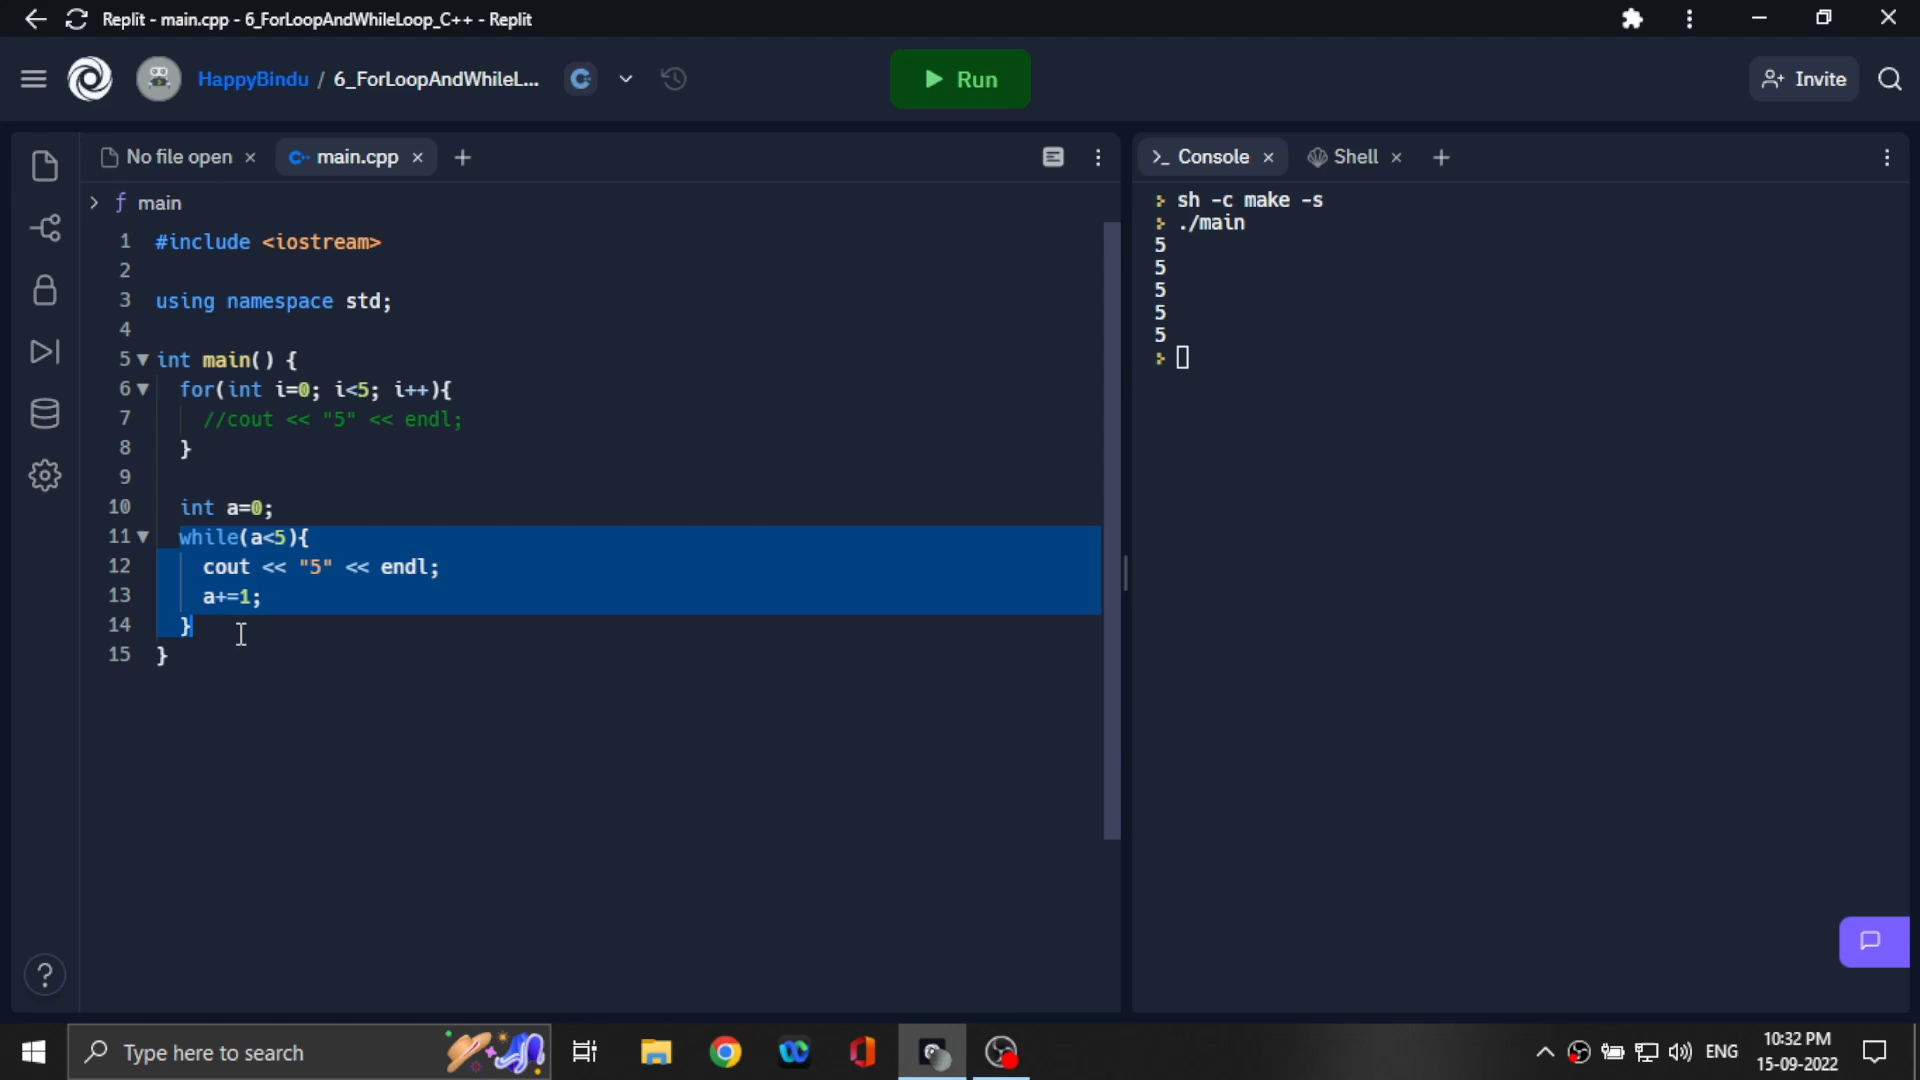 Replit - main.cpp - 6_ForLoopAndWhileLoop_C++ - Replit
HappyBindu / 6_ForLoopAndWhileL...
Run
Invite
No file open
main.cpp
main
1 #include <iostream>
2
3 using namespace std;
4
5 int main() {
6 for(int i=0; i<5; i++){
7 //cout << "5" << endl;
8 }
9
10 int a=0;
11 while(a<5){
12 cout << "5" << endl;
13 a+=1;
14 }
15 }
Console
Shell
sh -c make -s
./main
5
5
5
5
5
Type here to search
ENG
10:32 PM
15-09-2022